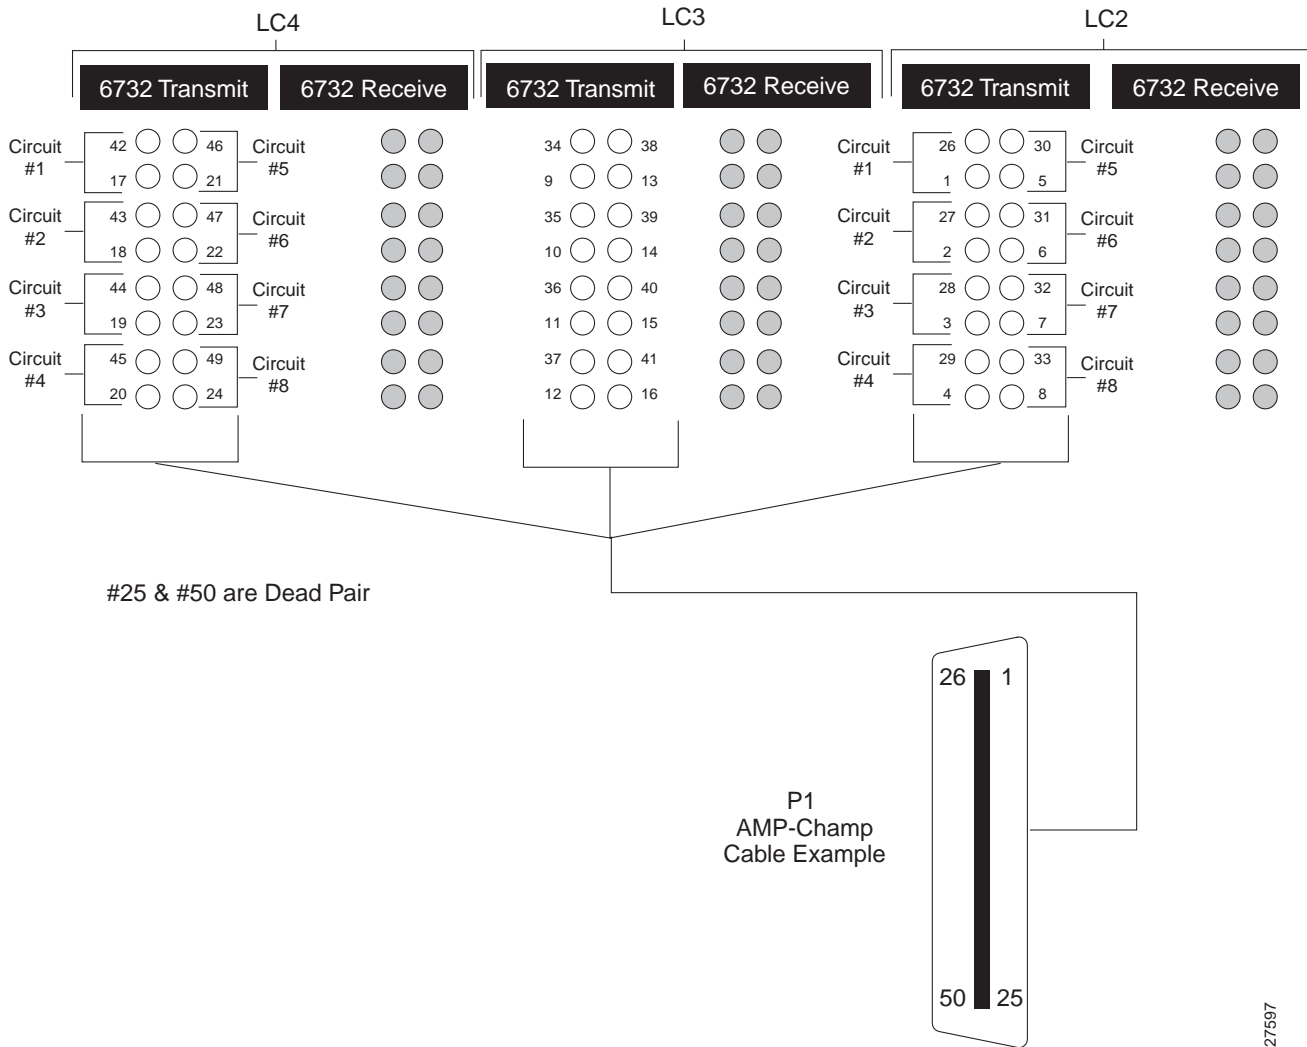 LC4 LC3 LC2
6732 Transmit 6732 Receive 6732 Transmit 6732 Receive 6732 Transmit 6732 Receive
Circuit #1 42 46 Circuit #5 34 38 Circuit #1 26 30 Circuit #5
17 21 9 13 1 5
Circuit #2 43 47 Circuit #6 35 39 Circuit #2 27 31 Circuit #6
18 22 10 14 2 6
Circuit #3 44 48 Circuit #7 36 40 Circuit #3 28 32 Circuit #7
19 23 11 15 3 7
Circuit #4 45 49 Circuit #8 37 41 Circuit #4 29 33 Circuit #8
20 24 12 16 4 8
#25 & #50 are Dead Pair
26 1
P1
AMP-Champ
Cable Example
50 25
27597